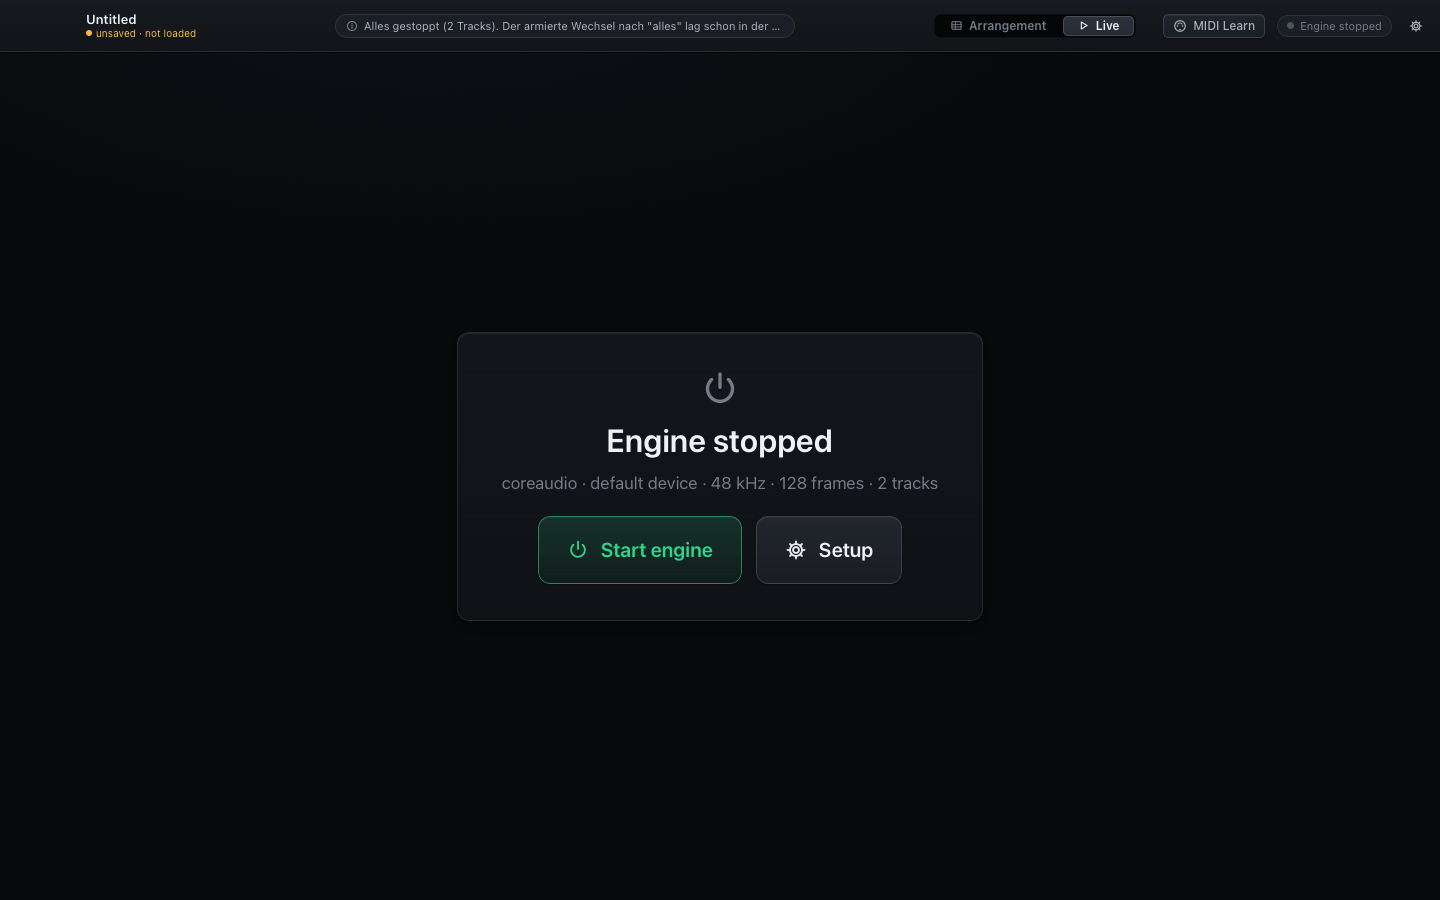 Untitled
unsaved · not loaded
Alles gestoppt (2 Tracks). Der armierte Wechsel nach "alles" lag schon in der ...
Arrangement
Live
MIDI Learn
Engine stopped
Engine stopped
coreaudio · default device · 48 kHz · 128 frames · 2 tracks
Start engine
Setup